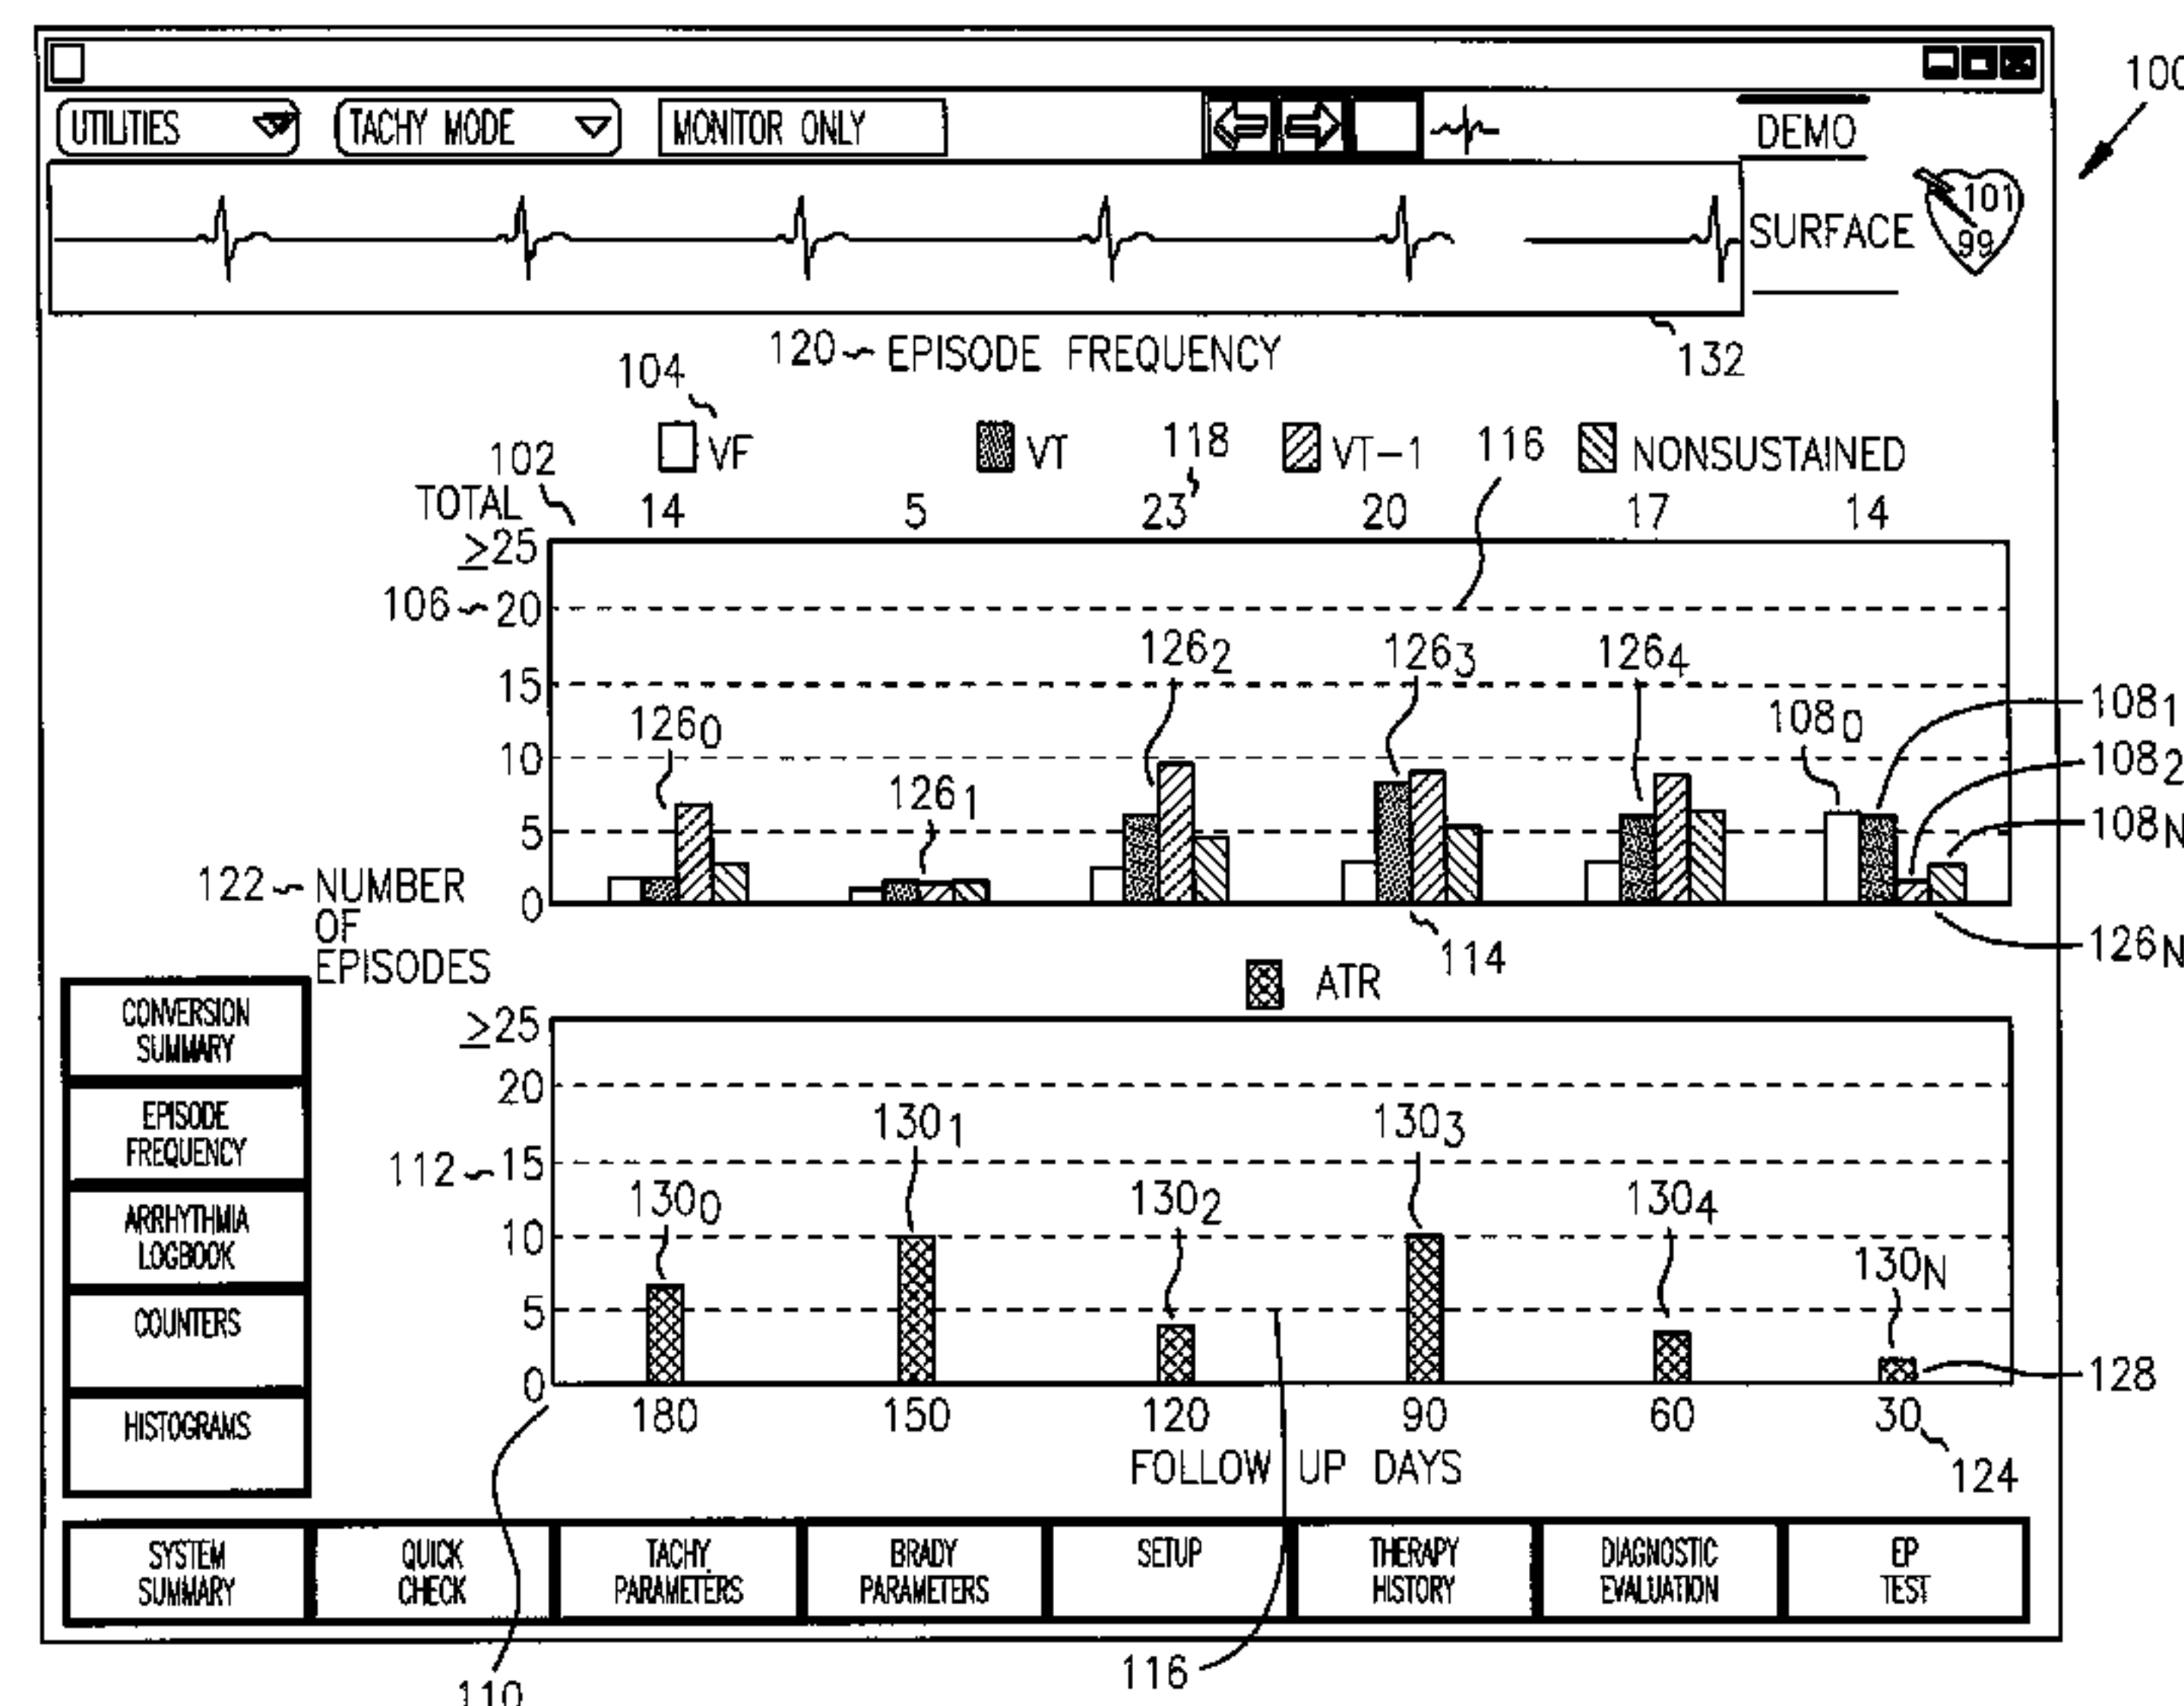 100
UTILITIES TACHY MODE MONITOR ONLY DEMO
101
SURFACE
99
120 EPISODE FREQUENCY 132
104
VF VT 118 VT-1 116 NONSUSTAINED
102
TOTAL 14 5 23 20 17 14
≥25
106 20
126₂ 126₃ 126₄
15
126₀ 108₀ 108₁
10 108₂
126₁
5 108N
122 NUMBER OF EPISODES
0
126N
114
ATR
≥25
20
130₁ 130₃
112 15
130₀ 130₂ 130₄
10
130N
5
0 128
180 150 120 90 60 30
FOLLOW UP DAYS 124
CONVERSION
SUMMARY
EPISODE
FREQUENCY
ARRHYTHMIA
LOGBOOK
COUNTERS
HISTOGRAMS
SYSTEM
SUMMARY
QUICK
CHECK
TACHY
PARAMETERS
BRADY
PARAMETERS
SETUP
THERAPY
HISTORY
DIAGNOSTIC
EVALUATION
EP
TEST
110
116